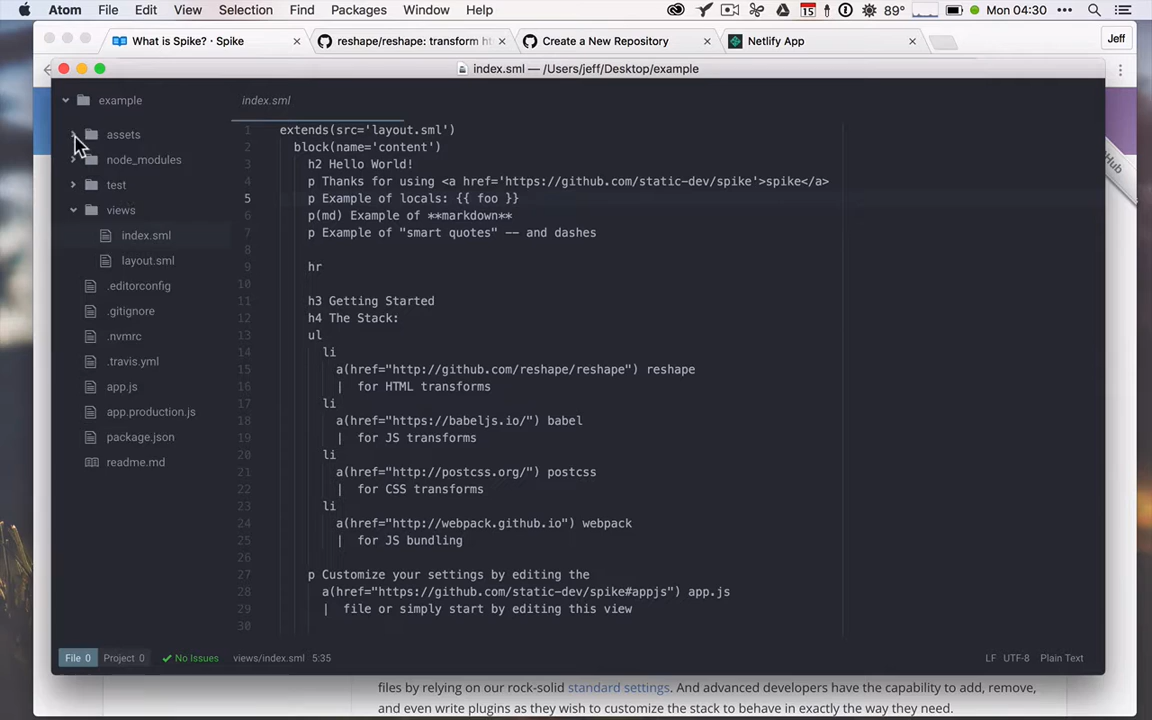 Atom File Edit View Selection Find Packages Window Help 15 89° Mon 04:30
What is Spike? · Spike
reshape/reshape: transform ht
Create a New Repository
Netlify App
Jeff
index.sml — /Users/jeff/Desktop/example
example
assets
node_modules
test
views
index.sml
layout.sml
.editorconfig
.gitignore
.nvmrc
.travis.yml
app.js
app.production.js
package.json
readme.md
index.sml
1 extends(src='layout.sml')
2 block(name='content')
3 h2 Hello World!
4 p Thanks for using <a href='https://github.com/static-dev/spike'>spike</a>
5 p Example of locals: {{ foo }}
6 p(md) Example of **markdown**
7 p Example of "smart quotes" -- and dashes
8
9 hr
10
11 h3 Getting Started
12 h4 The Stack:
13 ul
14 li
15 a(href="http://github.com/reshape/reshape") reshape
16 | for HTML transforms
17 li
18 a(href="https://babeljs.io/") babel
19 | for JS transforms
20 li
21 a(href="http://postcss.org/") postcss
22 | for CSS transforms
23 li
24 a(href="http://webpack.github.io") webpack
25 | for JS bundling
26
27 p Customize your settings by editing the
28 a(href="https://github.com/static-dev/spike#appjs") app.js
29 | file or simply start by editing this view
30
Hub
File 0 Project 0 No Issues views/index.sml 5:35 LF UTF-8 Plain Text
files by relying on our rock-solid standard settings. And advanced developers have the capability to add, remove,
and even write plugins as they wish to customize the stack to behave in exactly the way they need.